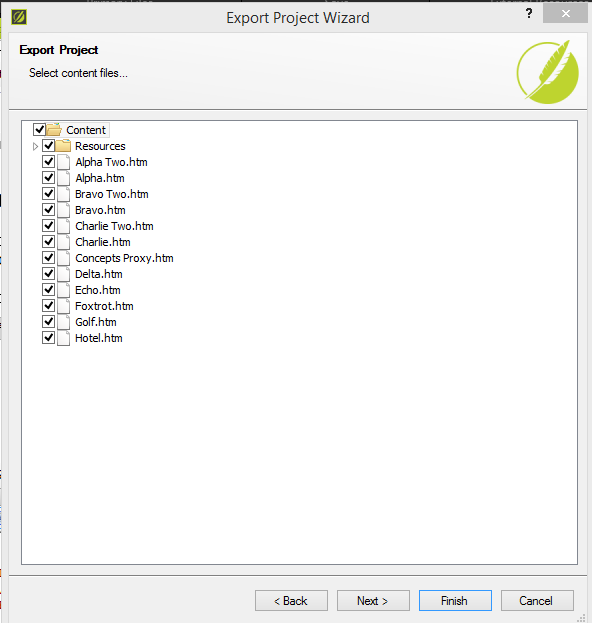 Export Project Wizard
?
Export Project
Select content files...
Content
Resources
Alpha Two.htm
Alpha.htm
Bravo Two.htm
Bravo.htm
Charlie Two.htm
Charlie.htm
Concepts Proxy.htm
Delta.htm
Echo.htm
Foxtrot.htm
Golf.htm
Hotel.htm
< Back Next > Finish Cancel